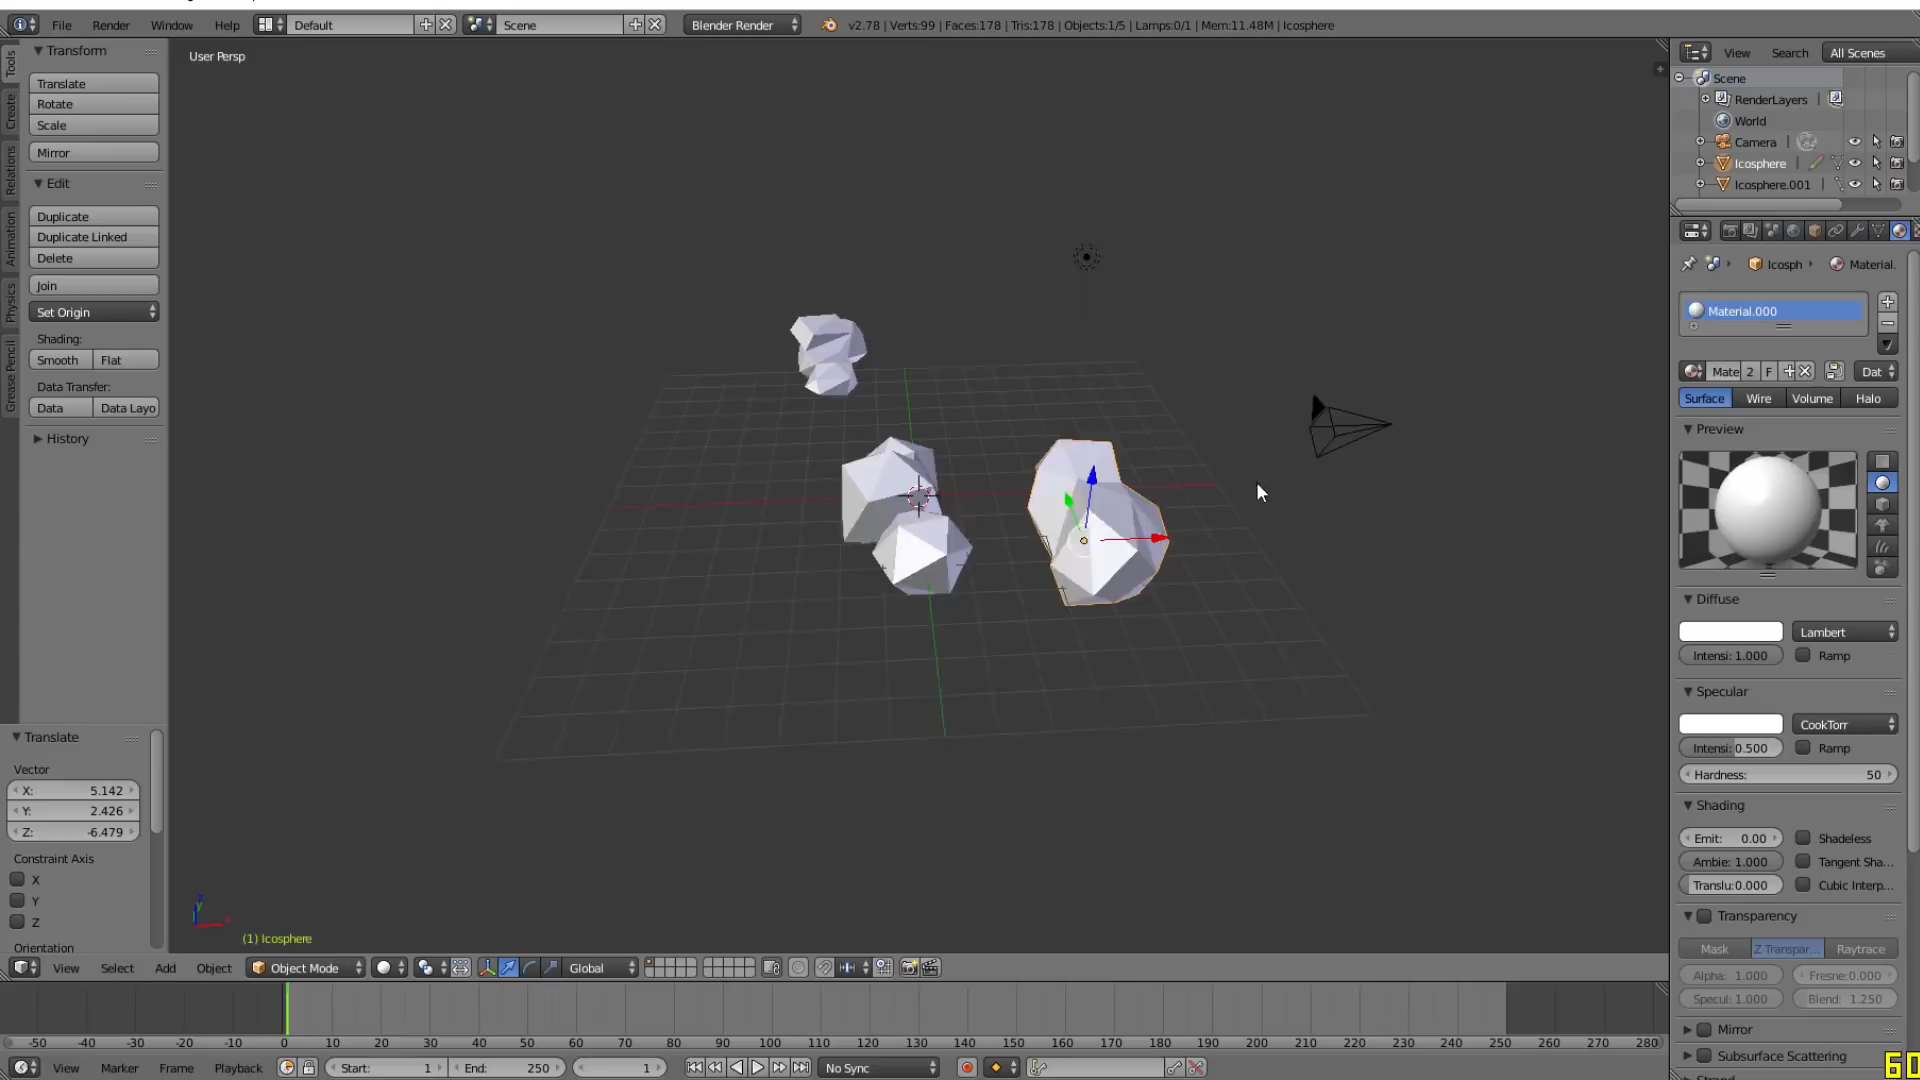 File Render Window Help Default Scene Blender Render v2.78 | Verts:99 | Faces:178 | Tris:178 | Objects:1/5 | Lamps:0/1 | Mem:11.48M | Icosphere
Tools
Create
Relations
Animation
Physics
Grease Pencil
Transform
Translate
Rotate
Scale
Mirror
Edit
Duplicate
Duplicate Linked
Delete
Join
Set Origin
Shading:
Smooth Flat
Data Transfer:
Data Data Layo
History
Translate
Vector
X: 5.142
Y: 2.426
Z: -6.479
Constraint Axis
X
Y
Z
Orientation
User Persp
(1) Icosphere
View Select Add Object Object Mode Global
-50 -40 -30 -20 -10 0 10 20 30 40 50 60 70 80 90 100 110 120 130 140 150 160 170 180 190 200 210 220 230 240 250 260 270 280
View Marker Frame Playback Start: 1 End: 250 1 No Sync
View Search All Scenes
Scene
RenderLayers
World
Camera
Icosphere
Icosphere.001
Icosph Material.
Material.000
Mate 2 F Dat
Surface Wire Volume Halo
Preview
Diffuse
Lambert
Intensi: 1.000 Ramp
Specular
CookTorr
Intensi: 0.500 Ramp
Hardness: 50
Shading
Emit: 0.00 Shadeless
Ambie: 1.000 Tangent Sha...
Translu:0.000 Cubic Interp...
Transparency
Mask Z Transpar... Raytrace
Alpha: 1.000 Fresne:0.000
Specul: 1.000 Blend: 1.250
Mirror
Subsurface Scattering
60